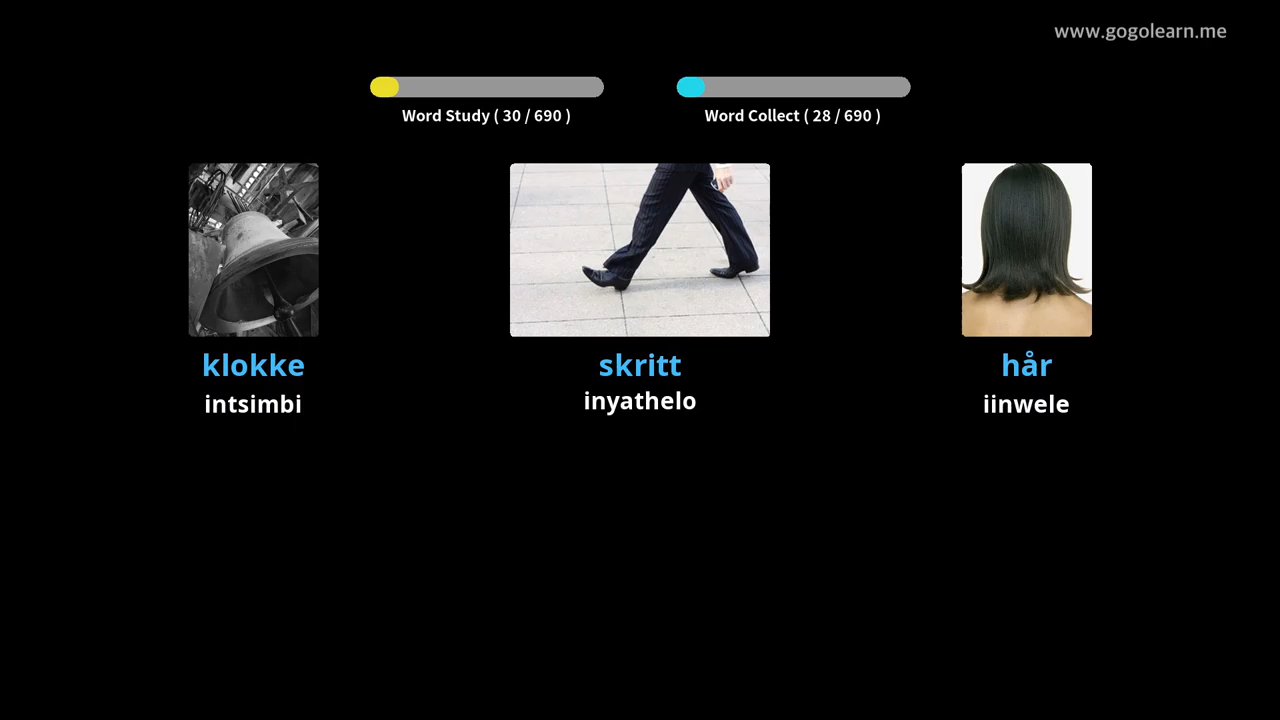 www.gogolearn.me
Word Study ( 30 / 690 )
Word Collect ( 28 / 690 )
klokke
intsimbi
skritt
inyathelo
hår
iinwele